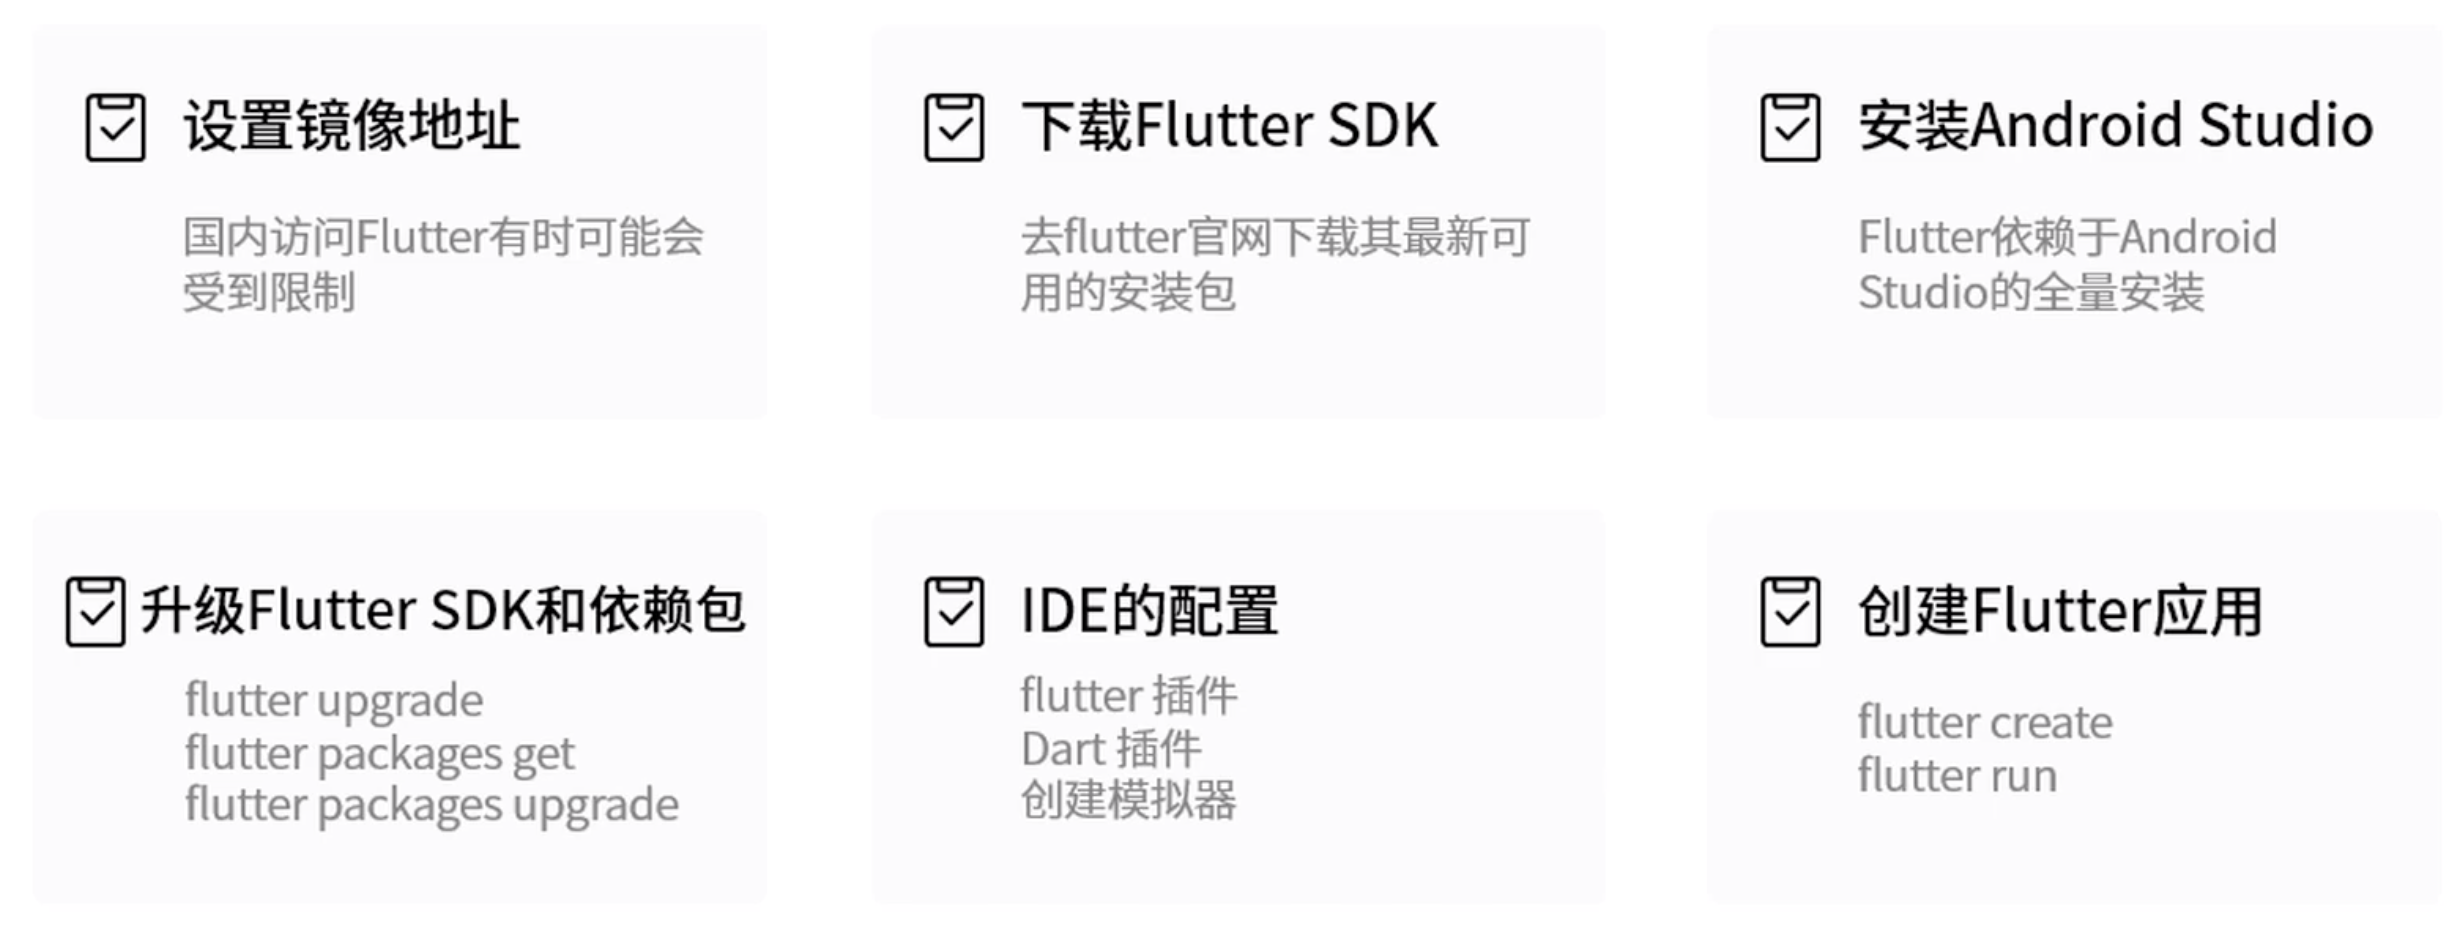 设置镜像地址
国内访问Flutter有时可能会
受到限制
下载Flutter SDK
去flutter官网下载其最新可
用的安装包
安装Android Studio
Flutter依赖于Android
Studio的全量安装
升级Flutter SDK和依赖包
flutter upgrade
flutter packages get
flutter packages upgrade
IDE的配置
flutter 插件
Dart 插件
创建模拟器
创建Flutter应用
flutter create
flutter run